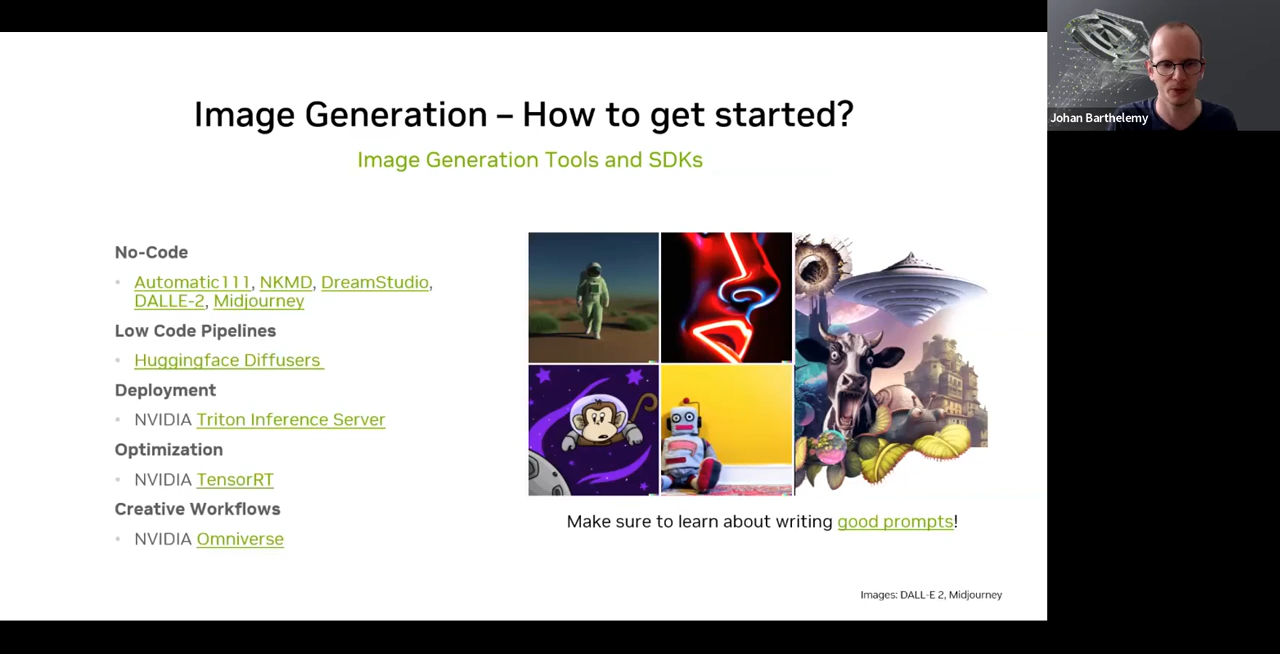 Image Generation – How to get started?
Image Generation Tools and SDKs
No-Code
• Automatic111, NKMD, DreamStudio,
DALLE-2, Midjourney
Low Code Pipelines
• Huggingface Diffusers
Deployment
• NVIDIA Triton Inference Server
Optimization
• NVIDIA TensorRT
Creative Workflows
• NVIDIA Omniverse
Make sure to learn about writing good prompts!
Images: DALL-E 2, Midjourney
Johan Barthelemy